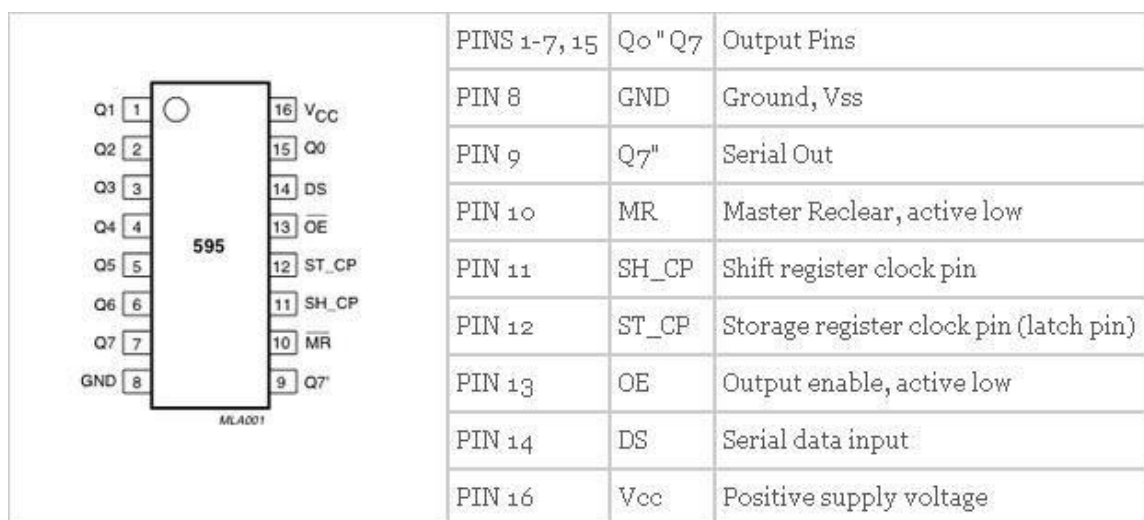 Q1 1
Q2 2
Q3 3
Q4 4
Q5 5
Q6 6
Q7 7
GND 8
595
16 VCC
15 Q0
14 DS
13 OE
12 ST_CP
11 SH_CP
10 MR
9 Q7'
MLA001
PINS 1-7, 15 Q0 " Q7 Output Pins
PIN 8 GND Ground, Vss
PIN 9 Q7" Serial Out
PIN 10 MR Master Reclear, active low
PIN 11 SH_CP Shift register clock pin
PIN 12 ST_CP Storage register clock pin (latch pin)
PIN 13 OE Output enable, active low
PIN 14 DS Serial data input
PIN 16 Vcc Positive supply voltage